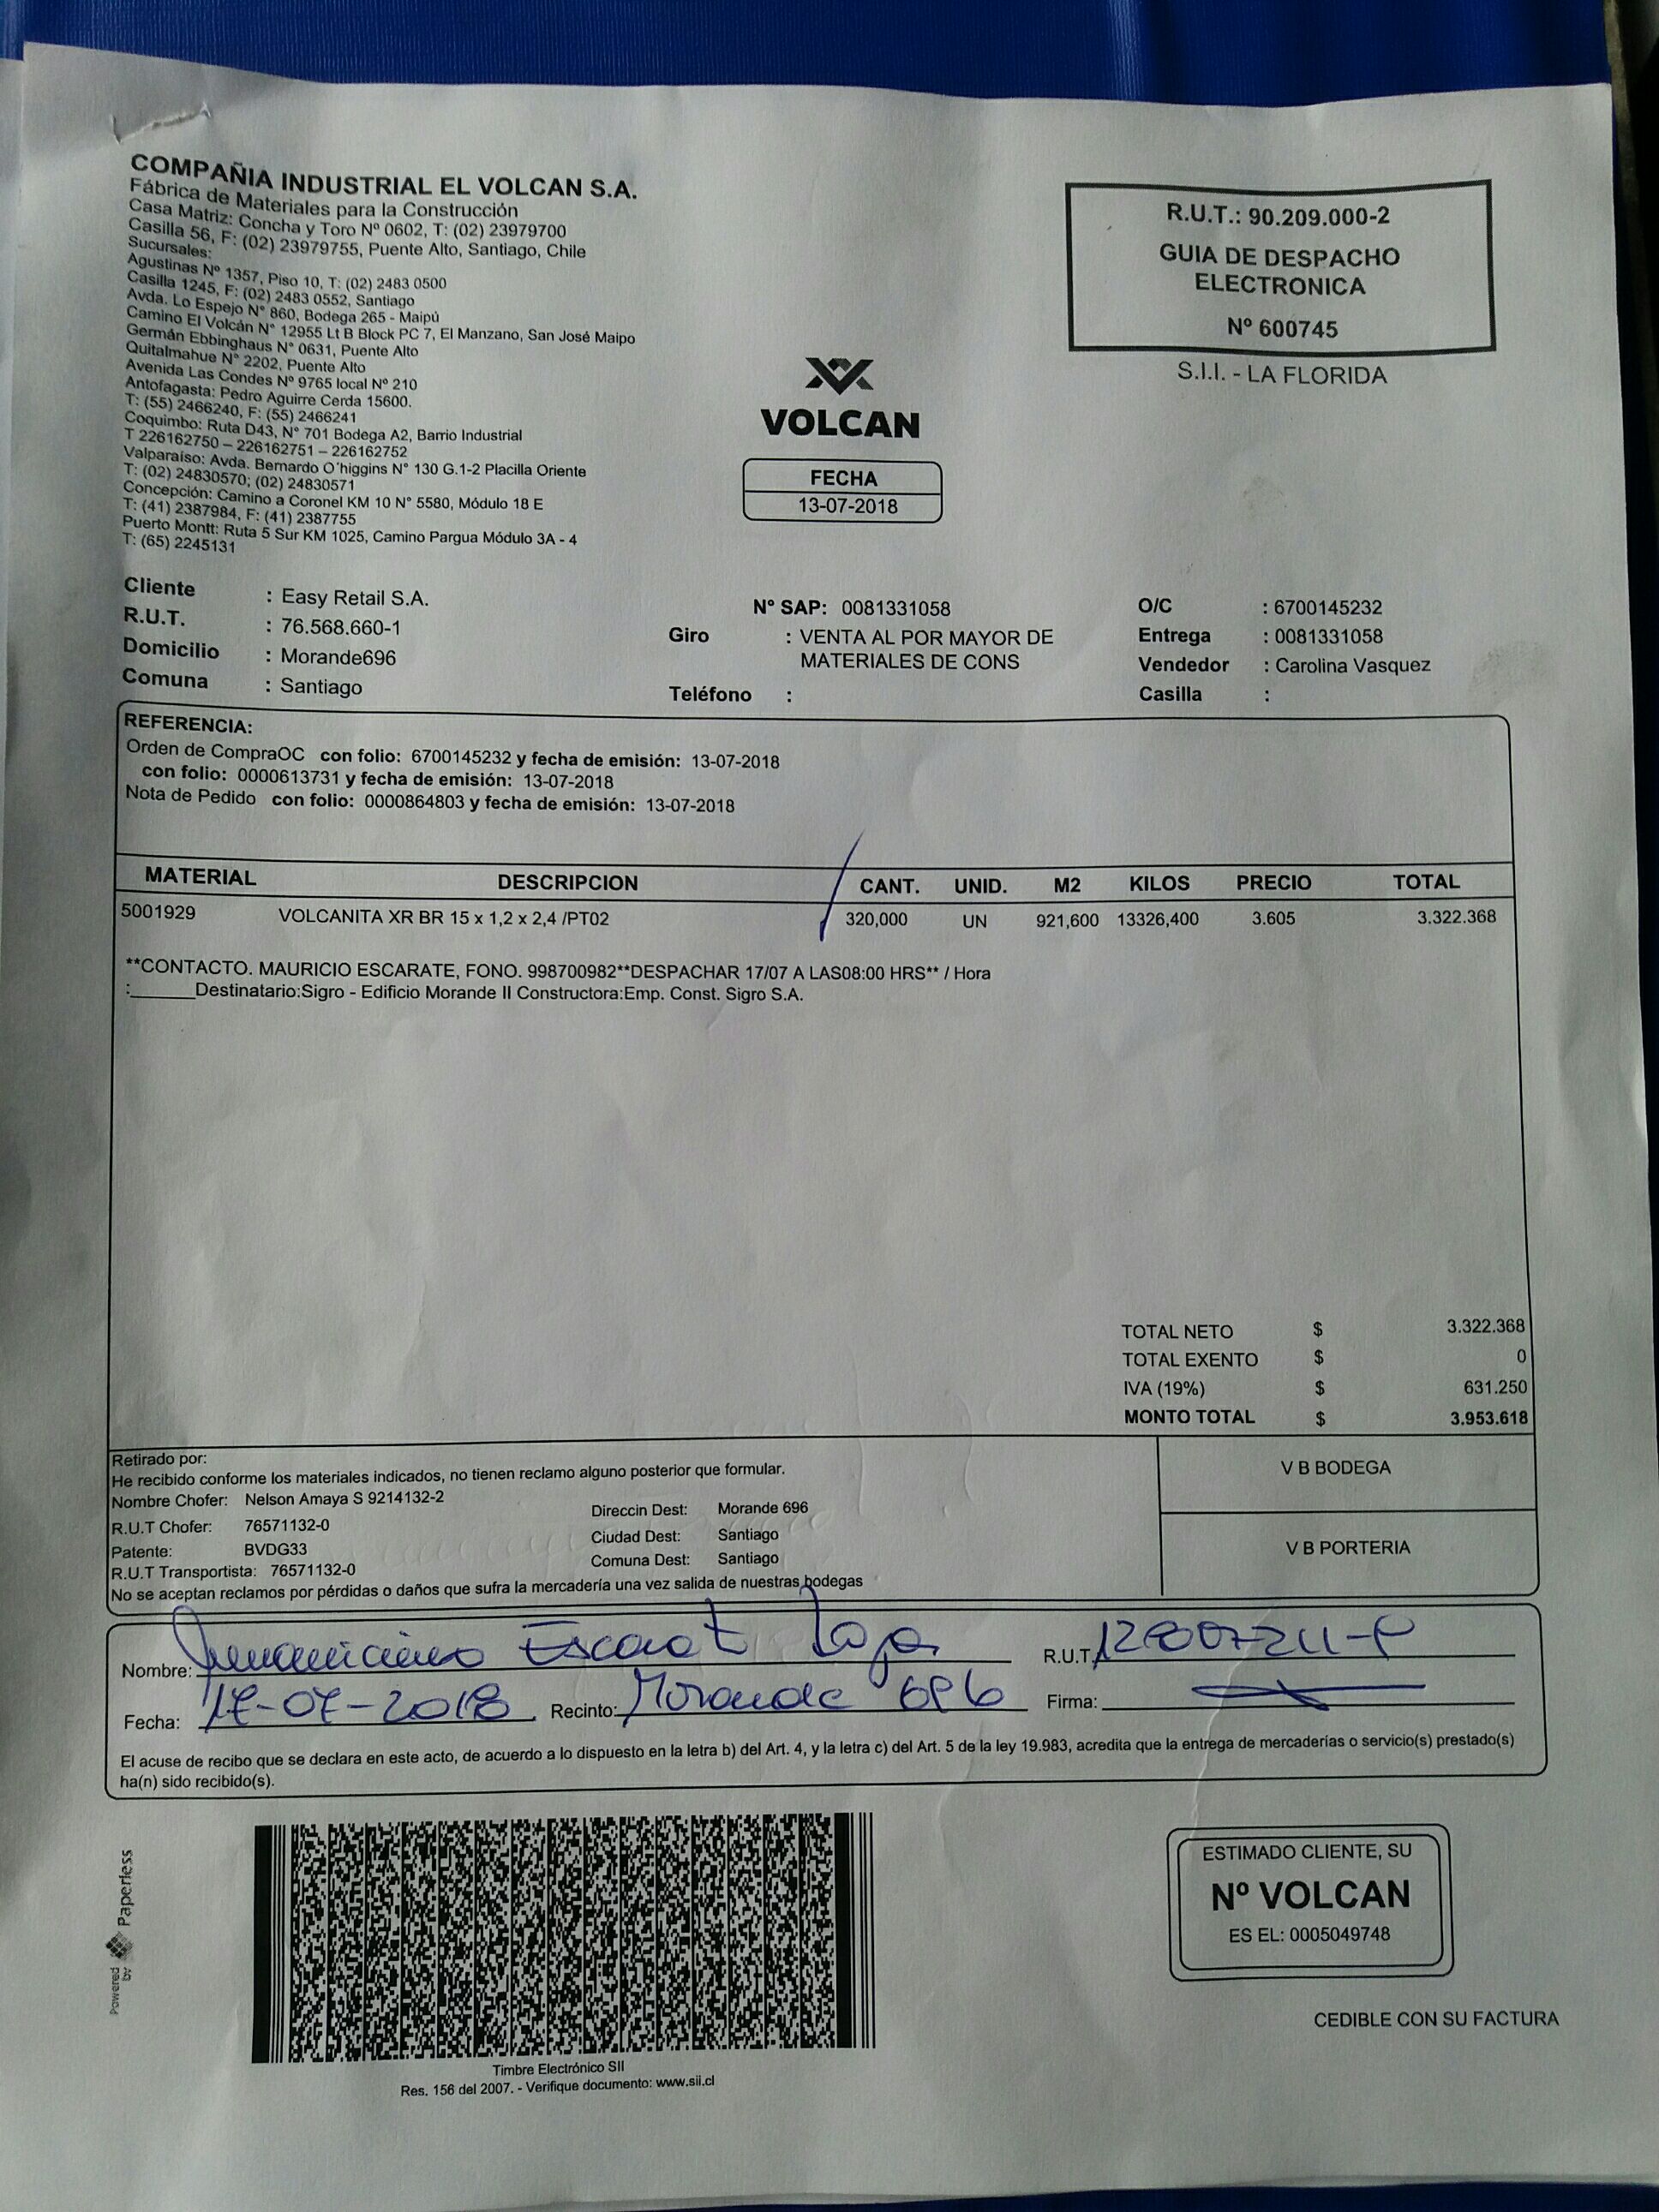 COMPAÑIA INDUSTRIAL EL VOLCAN S.A.
Fábrica de Materiales para la Construcción
Casa Matriz: Concha y Toro Nº 0602, T: (02) 23979700
Casilla 56, F: (02) 23979755, Puente Alto, Santiago, Chile
Sucursales:
Agustinas Nº 1357, Piso 10, T: (02) 2483 0500
Casilla 1245, F: (02) 2483 0552, Santiago
Avda. Lo Espejo N° 860, Bodega 265 - Maipú
Camino El Volcán N° 12955 Lt B Block PC 7, El Manzano, San José Maipo
Germán Ebbinghaus N° 0631, Puente Alto
Quitalmahue N° 2202, Puente Alto
Avenida Las Condes Nº 9765 local Nº 210
Antofagasta: Pedro Aguirre Cerda 15600.
T: (55) 2466240, F: (55) 2466241
Coquimbo: Ruta D43, N° 701 Bodega A2, Barrio Industrial
T 226162750 – 226162751 – 226162752
Valparaíso: Avda. Bernardo O´higgins N° 130 G.1-2 Placilla Oriente
T: (02) 24830570; (02) 24830571
Concepción: Camino a Coronel KM 10 N° 5580, Módulo 18 E
T: (41) 2387984, F: (41) 2387755
Puerto Montt: Ruta 5 Sur KM 1025, Camino Pargua Módulo 3A - 4
T: (65) 2245131
R.U.T.: 90.209.000-2
GUIA DE DESPACHO
ELECTRONICA
Nº 600745
S.I.I. - LA FLORIDA
VOLCAN
FECHA
13-07-2018
Cliente : Easy Retail S.A.
R.U.T. : 76.568.660-1
Domicilio : Morande696
Comuna : Santiago
Nº SAP: 0081331058
Giro : VENTA AL POR MAYOR DE
MATERIALES DE CONS
Teléfono :
O/C : 6700145232
Entrega : 0081331058
Vendedor : Carolina Vasquez
Casilla :
REFERENCIA:
Orden de CompraOC con folio: 6700145232 y fecha de emisión: 13-07-2018
con folio: 0000613731 y fecha de emisión: 13-07-2018
Nota de Pedido con folio: 0000864803 y fecha de emisión: 13-07-2018
MATERIAL DESCRIPCION CANT. UNID. M2 KILOS PRECIO TOTAL
5001929 VOLCANITA XR BR 15 x 1,2 x 2,4 /PT02 320,000 UN 921,600 13326,400 3.605 3.322.368
**CONTACTO. MAURICIO ESCARATE, FONO. 998700982**DESPACHAR 17/07 A LAS08:00 HRS** / Hora
:______Destinatario:Sigro - Edificio Morande II Constructora:Emp. Const. Sigro S.A.
TOTAL NETO $ 3.322.368
TOTAL EXENTO $ 0
IVA (19%) $ 631.250
MONTO TOTAL $ 3.953.618
Retirado por:
He recibido conforme los materiales indicados, no tienen reclamo alguno posterior que formular.
Nombre Chofer: Nelson Amaya S 9214132-2
R.U.T Chofer: 76571132-0
Patente: BVDG33
R.U.T Transportista: 76571132-0
Direccin Dest: Morande 696
Ciudad Dest: Santiago
Comuna Dest: Santiago
No se aceptan reclamos por pérdidas o daños que sufra la mercadería una vez salida de nuestras bodegas
V B BODEGA
V B PORTERIA
Nombre: R.U.T.
Fecha: 17-07-2018 Recinto: Morande 696 Firma:
El acuse de recibo que se declara en este acto, de acuerdo a lo dispuesto en la letra b) del Art. 4, y la letra c) del Art. 5 de la ley 19.983, acredita que la entrega de mercaderías o servicio(s) prestado(s)
ha(n) sido recibido(s).
Powered by Paperless
Timbre Electrónico SII
Res. 156 del 2007. - Verifique documento: www.sii.cl
ESTIMADO CLIENTE, SU
Nº VOLCAN
ES EL: 0005049748
CEDIBLE CON SU FACTURA